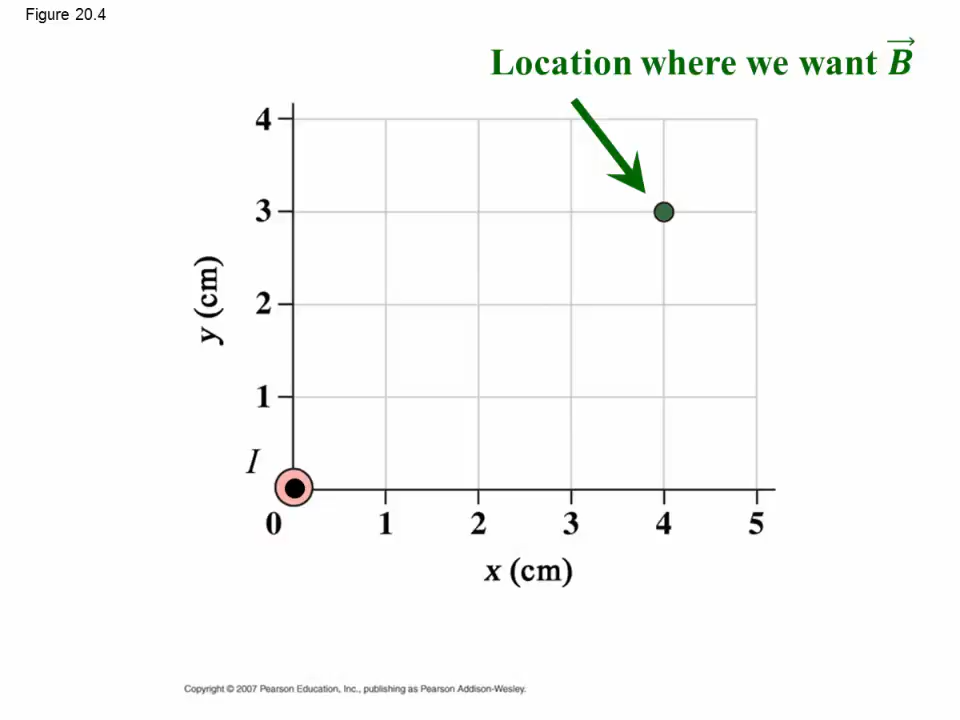 Figure 20.4
Location where we want B
4
3
2
1
y (cm)
I
0 1 2 3 4 5
x (cm)
Copyright © 2007 Pearson Education, Inc., publishing as Pearson Addison-Wesley.